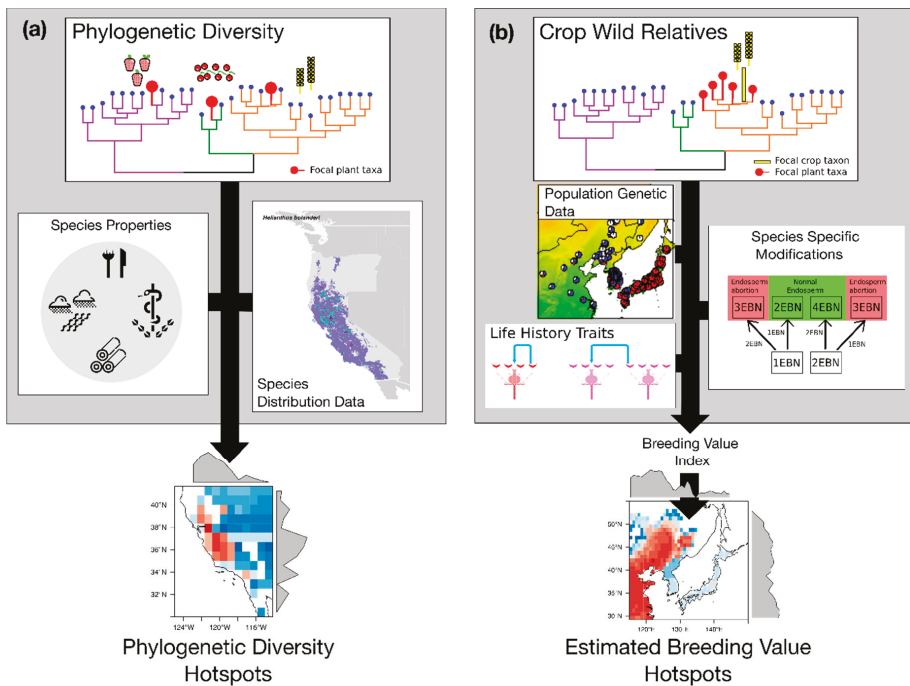 (a)
Phylogenetic Diversity
Focal plant taxa
Species Properties
Helianthus bolanderi
Species
Distribution Data
40°N
38°N
36°N
34°N
32°N
124°W
120°W
116°W
Phylogenetic Diversity
Hotspots
(b)
Crop Wild Relatives
Focal crop taxon
Focal plant taxa
Population Genetic
Data
Life History Traits
Species Specific
Modifications
Endosperm
abortion
Normal
Endosperm
Endosperm
abortion
3EBN
2EBN
4EBN
3EBN
2EBN
1EBN
2EBN
1EBN
1EBN
2EBN
Breeding Value
Index
50°N
45°N
40°N
35°N
30°N
120°E
130°E
140°E
Estimated Breeding Value
Hotspots